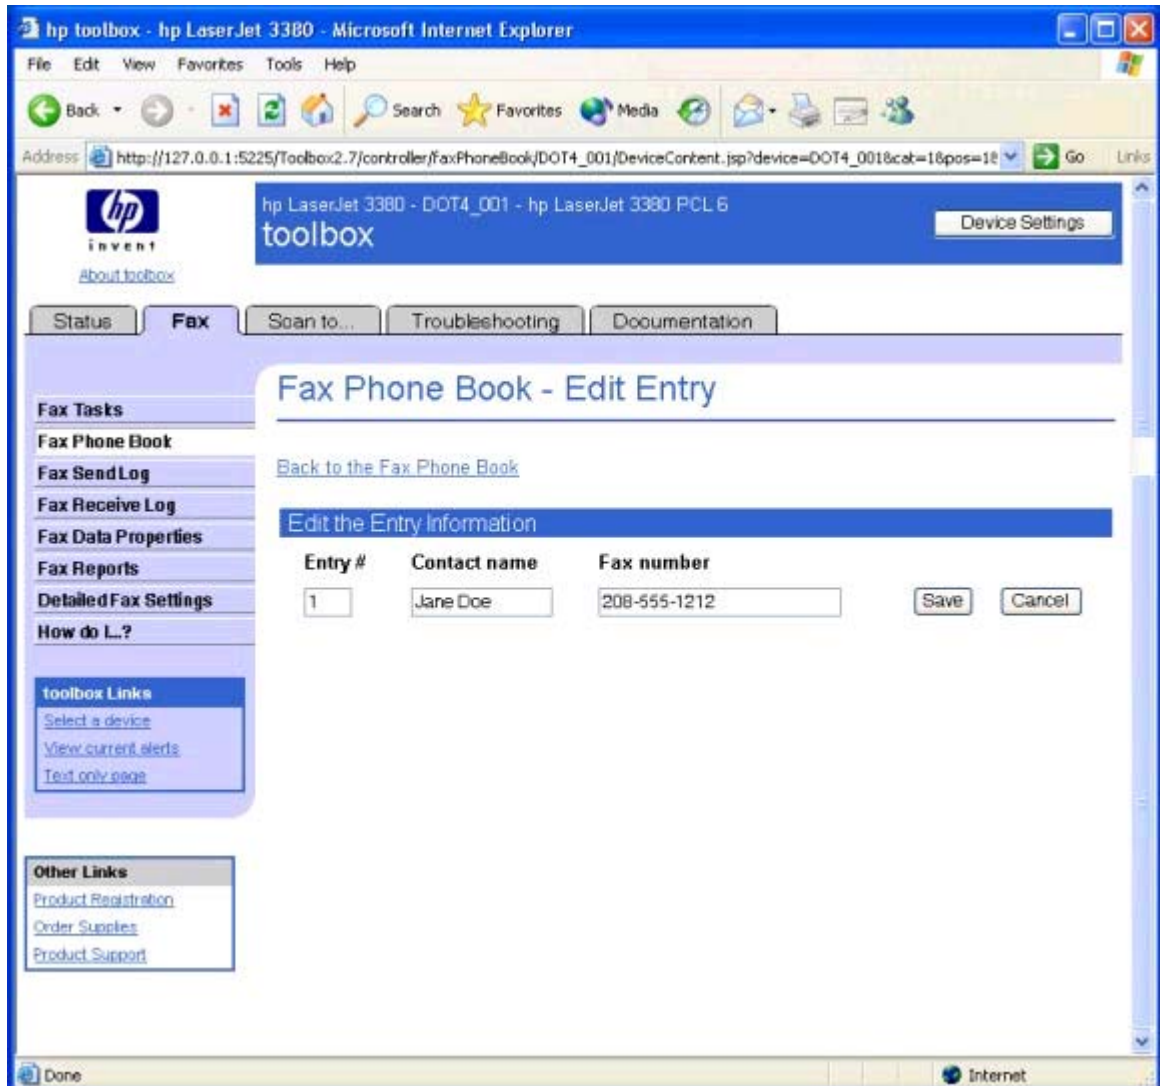 hp toolbox - hp LaserJet 3380 - Microsoft Internet Explorer
File Edit View Favorites Tools Help
Back Search Favorites Media
Address http://127.0.0.1:5225/Toolbox2.7/controller/faxPhoneBook/DOT4_001/DeviceContent.jsp?device=DOT4_001&cat=1&pos=1& Go Links
hp
invent
About toolbox
hp LaserJet 3380 - DOT4_001 - hp LaserJet 3380 PCL 6
toolbox
Device Settings
Status Fax Scan to... Troubleshooting Documentation
Fax Tasks
Fax Phone Book
Fax Send Log
Fax Receive Log
Fax Data Properties
Fax Reports
Detailed Fax Settings
How do I...?
toolbox Links
Select a device
View current alerts
Text only page
Other Links
Product Registration
Order Supplies
Product Support
Fax Phone Book - Edit Entry
Back to the Fax Phone Book
Edit the Entry Information
Entry # Contact name Fax number
1 Jane Doe 208-555-1212 Save Cancel
Done Internet